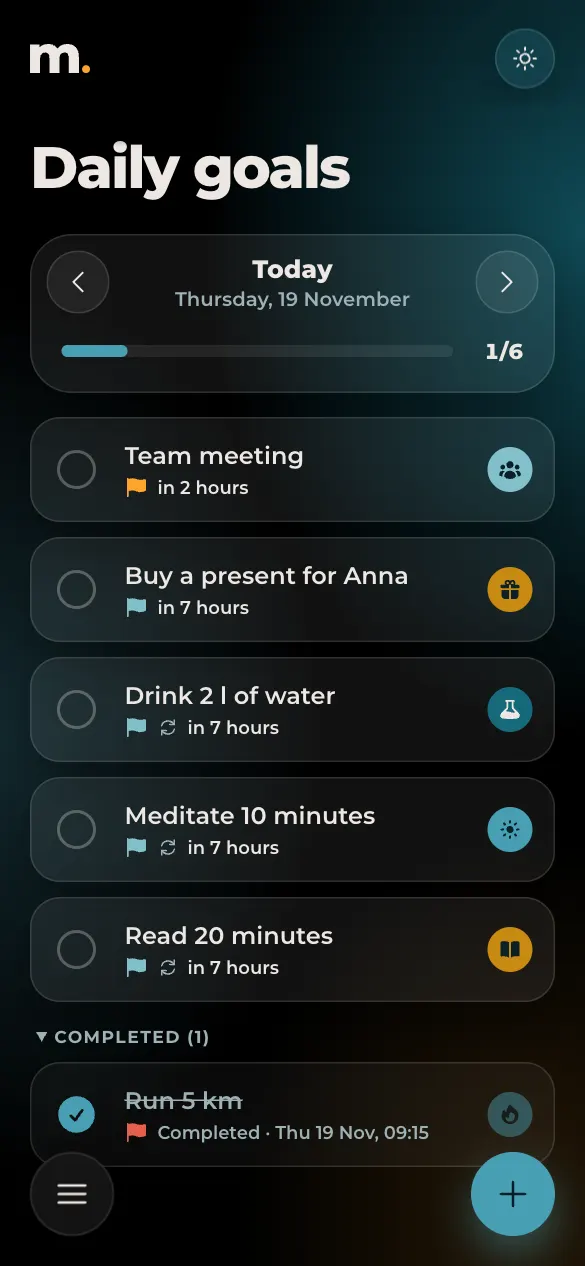 m.
Daily goals
Today
Thursday, 19 November
1/6
Team meeting
in 2 hours
Buy a present for Anna
in 7 hours
Drink 2 l of water
in 7 hours
Meditate 10 minutes
in 7 hours
Read 20 minutes
in 7 hours
COMPLETED (1)
Run 5 km
Completed · Thu 19 Nov, 09:15